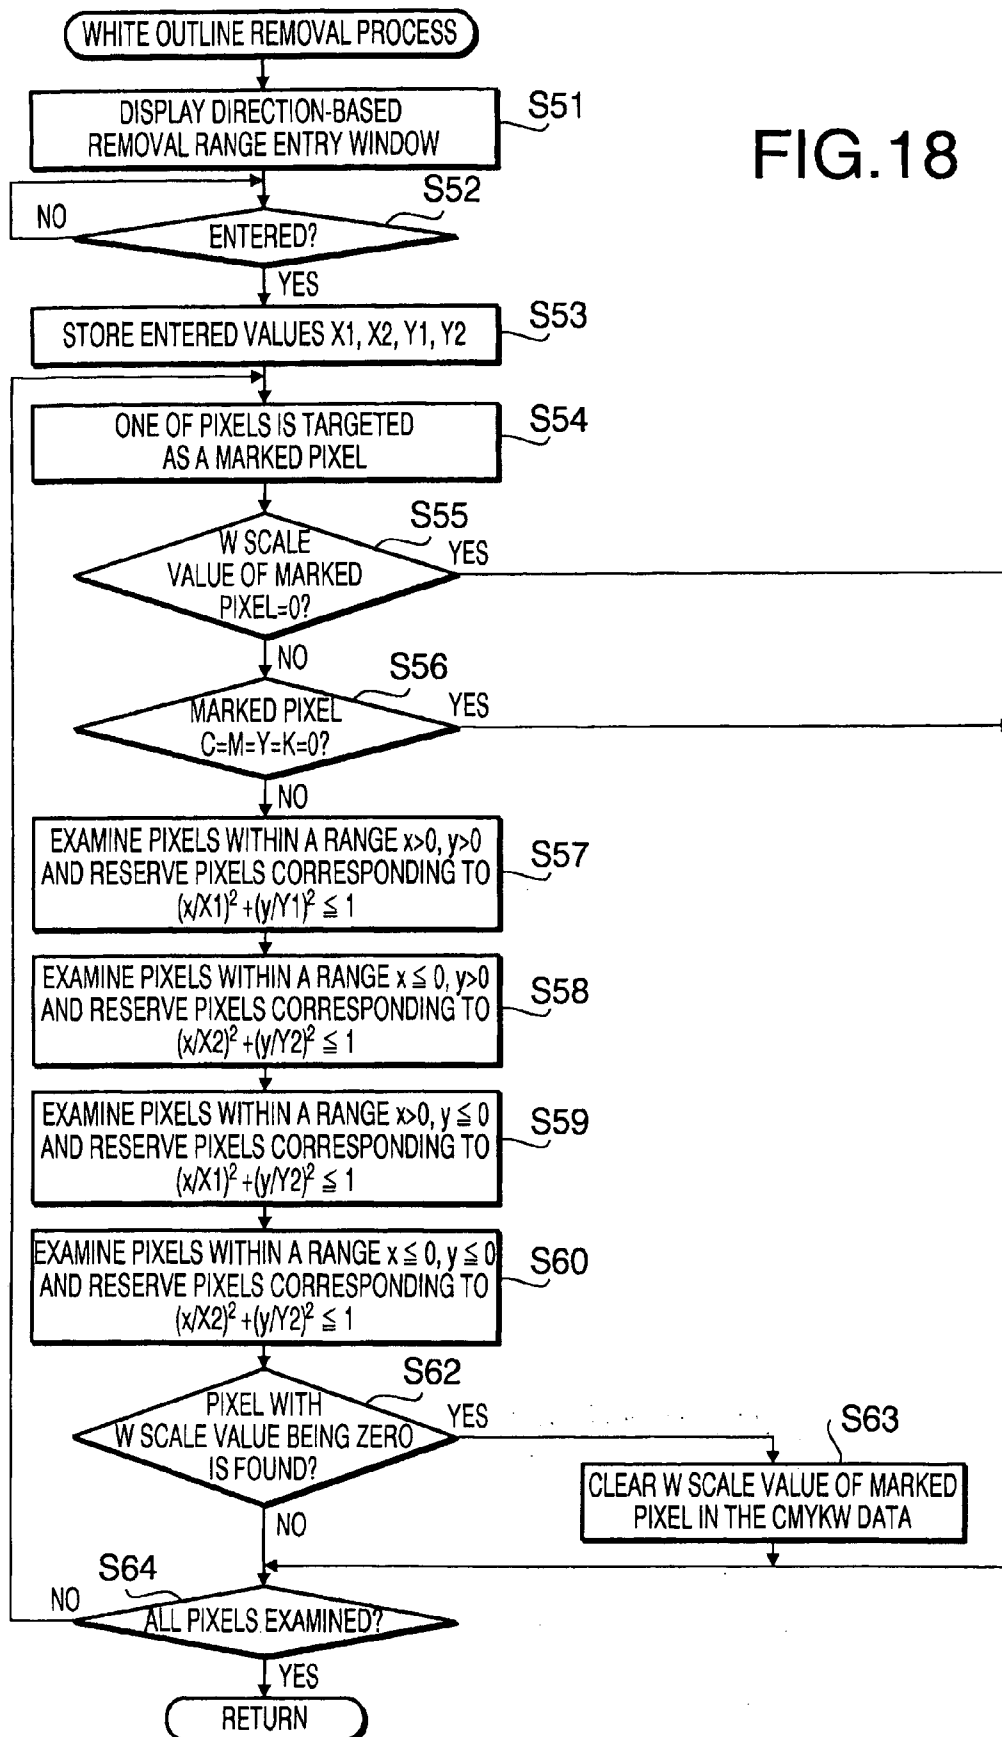 WHITE OUTLINE REMOVAL PROCESS
DISPLAY DIRECTION-BASED
REMOVAL RANGE ENTRY WINDOW
S51
FIG.18
S52
NO
ENTERED?
YES
STORE ENTERED VALUES X1, X2, Y1, Y2
S53
ONE OF PIXELS IS TARGETED
AS A MARKED PIXEL
S54
S55
W SCALE
VALUE OF MARKED
PIXEL=0?
YES
NO
S56
MARKED PIXEL
C=M=Y=K=0?
YES
NO
EXAMINE PIXELS WITHIN A RANGE x>0, y>0
AND RESERVE PIXELS CORRESPONDING TO
(x/X1)² +(y/Y1)² ≦ 1
S57
EXAMINE PIXELS WITHIN A RANGE x ≦ 0, y>0
AND RESERVE PIXELS CORRESPONDING TO
(x/X2)² +(y/Y2)² ≦ 1
S58
EXAMINE PIXELS WITHIN A RANGE x>0, y ≦ 0
AND RESERVE PIXELS CORRESPONDING TO
(x/X1)² +(y/Y2)² ≦ 1
S59
EXAMINE PIXELS WITHIN A RANGE x ≦ 0, y ≦ 0
AND RESERVE PIXELS CORRESPONDING TO
(x/X2)² +(y/Y2)² ≦ 1
S60
S62
PIXEL WITH
W SCALE VALUE BEING ZERO
IS FOUND?
YES
S63
CLEAR W SCALE VALUE OF MARKED
PIXEL IN THE CMYKW DATA
NO
S64
NO
ALL PIXELS EXAMINED?
YES
RETURN